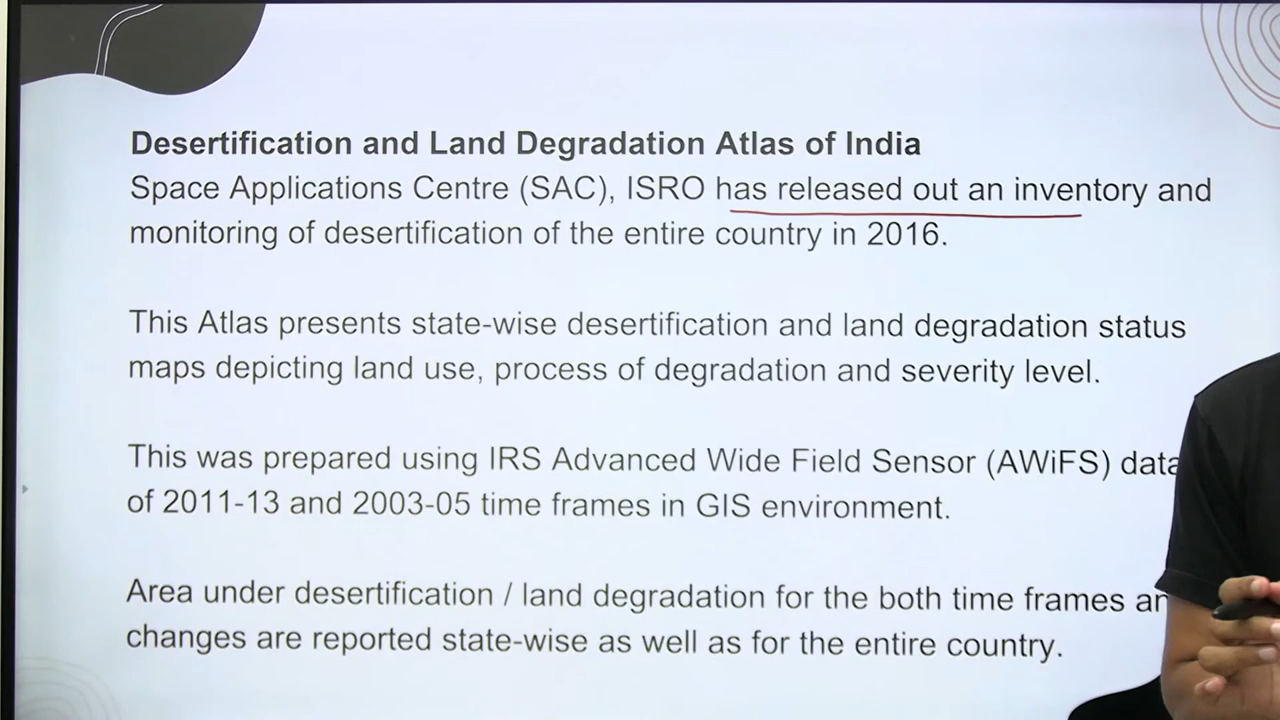 Desertification and Land Degradation Atlas of India
Space Applications Centre (SAC), ISRO has released out an inventory and
monitoring of desertification of the entire country in 2016.
This Atlas presents state-wise desertification and land degradation status
maps depicting land use, process of degradation and severity level.
This was prepared using IRS Advanced Wide Field Sensor (AWiFS) data
of 2011-13 and 2003-05 time frames in GIS environment.
Area under desertification / land degradation for the both time frames
changes are reported state-wise as well as for the entire country.